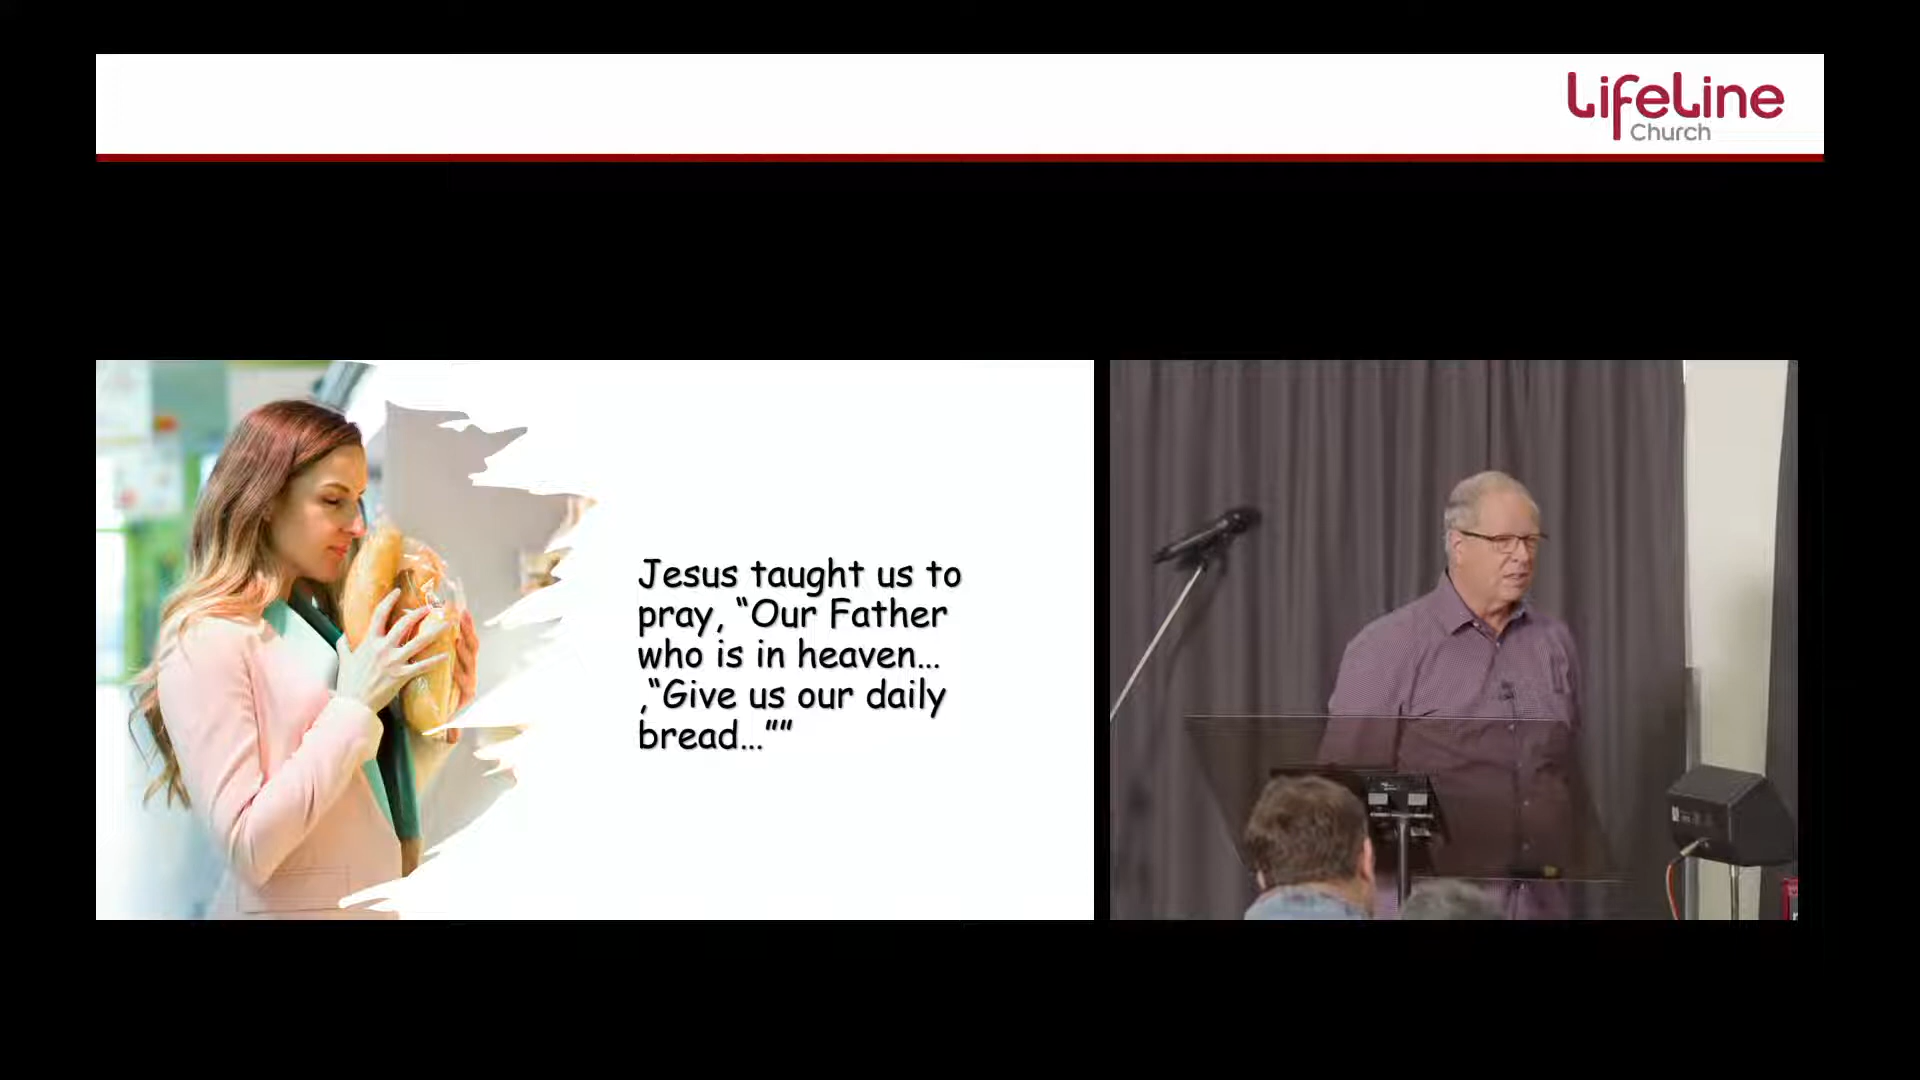 LifeLine
Church
Jesus taught us to
pray, “Our Father
who is in heaven…
,“Give us our daily
bread…””